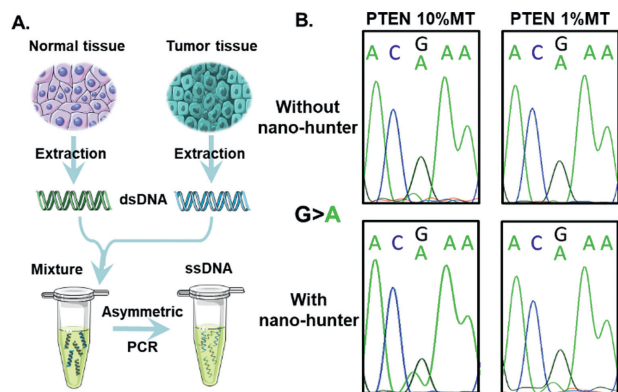 A.
Normal tissue
Tumor tissue
Extraction
Extraction
dsDNA
Mixture
ssDNA
Asymmetric
PCR
B.
PTEN 10%MT
PTEN 1%MT
Without
nano-hunter
A C G A A
A
A C G A A
A
G>A
With
nano-hunter
A C G A A
A
A C G A A
A